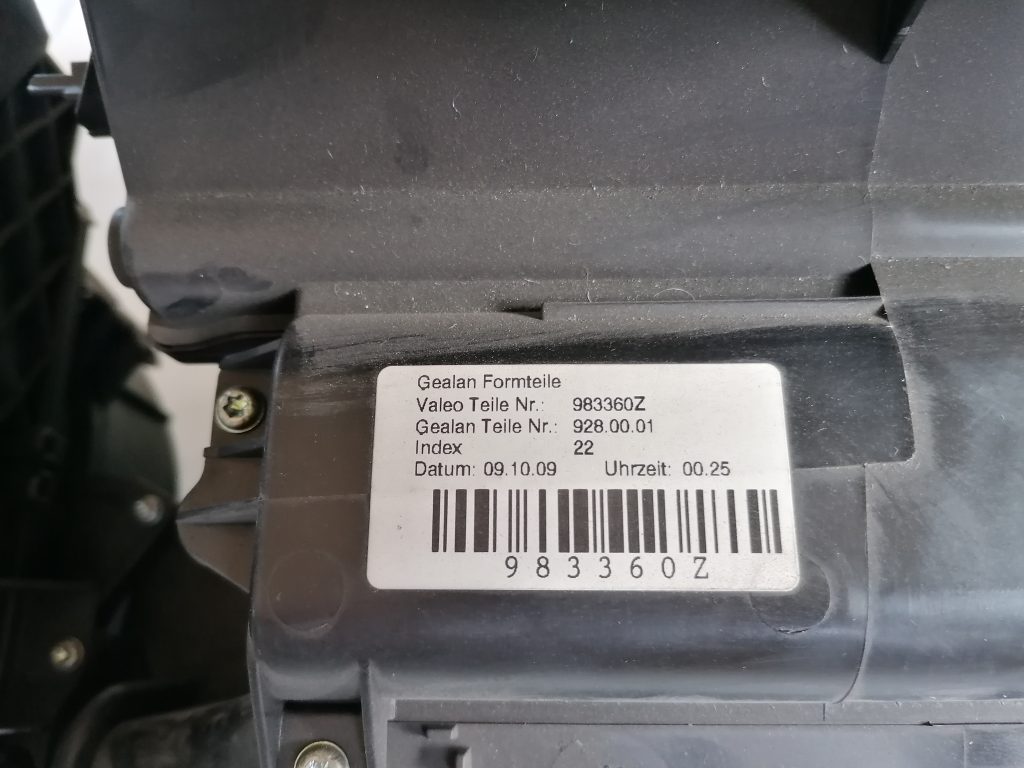 Gealan Formteile
Valeo Teile Nr.: 983360Z
Gealan Teile Nr.: 928.00.01
Index 22
Datum: 09.10.09 Uhrzeit: 00.25
983360Z